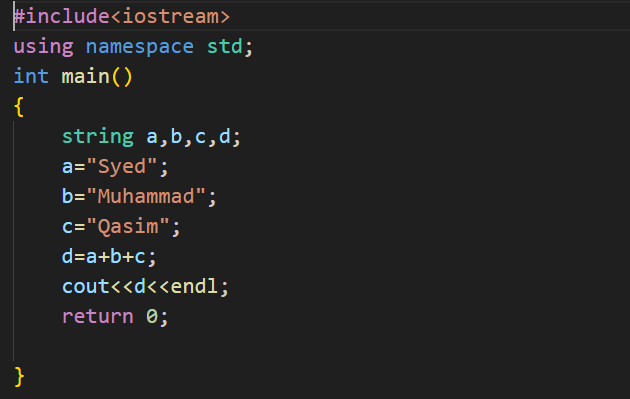 #include<iostream>
using namespace std;
int main()
{
    string a,b,c,d;
    a="Syed";
    b="Muhammad";
    c="Qasim";
    d=a+b+c;
    cout<<d<<endl;
    return 0;
}